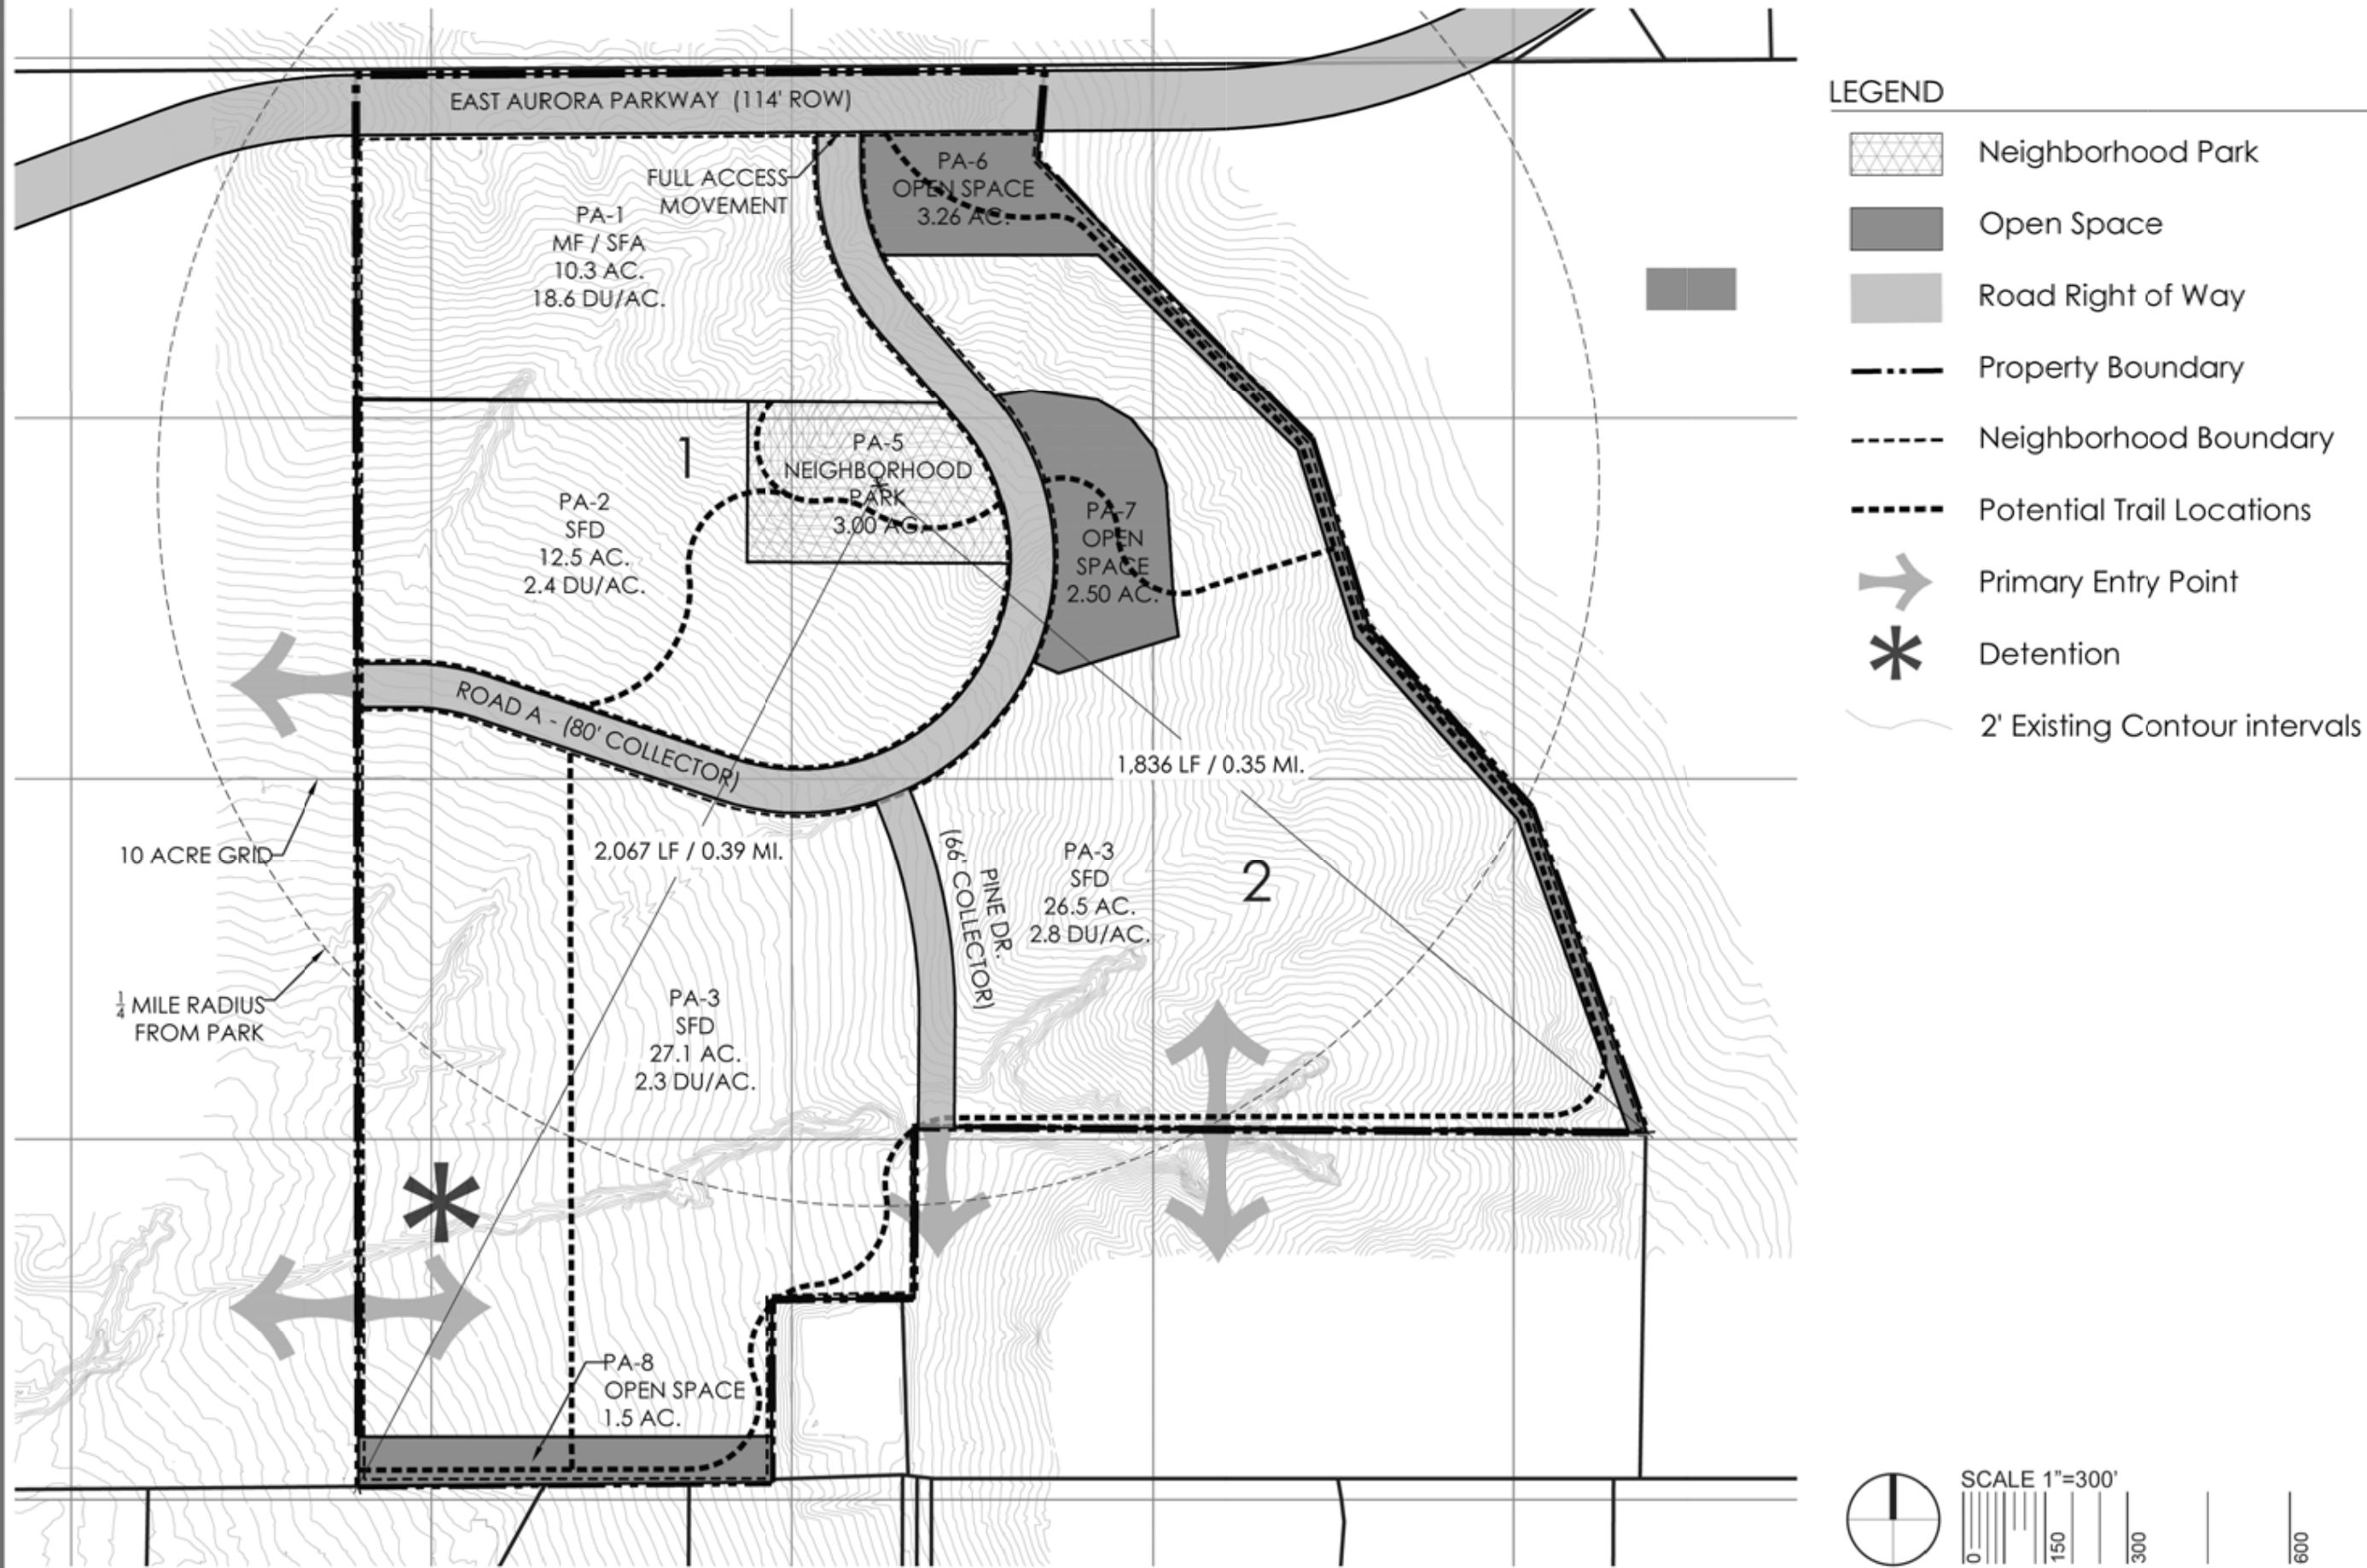 EAST AURORA PARKWAY (114' ROW)
FULL ACCESS
MOVEMENT
PA-6
OPEN SPACE
3.26 AC.
PA-1
MF / SFA
10.3 AC.
18.6 DU/AC.
1
PA-5
NEIGHBORHOOD
PARK
3.00 AC.
PA-2
SFD
12.5 AC.
2.4 DU/AC.
PA-7
OPEN
SPACE
2.50 AC.
ROAD A - (80' COLLECTOR)
1,836 LF / 0.35 MI.
10 ACRE GRID
2,067 LF / 0.39 MI.
PINE DR.
(66' COLLECTOR)
PA-3
SFD
26.5 AC.
2.8 DU/AC.
2
¼ MILE RADIUS
FROM PARK
PA-3
SFD
27.1 AC.
2.3 DU/AC.
PA-8
OPEN SPACE
1.5 AC.
LEGEND
Neighborhood Park
Open Space
Road Right of Way
Property Boundary
Neighborhood Boundary
Potential Trail Locations
Primary Entry Point
Detention
2' Existing Contour intervals
SCALE 1"=300'
0
150
300
600